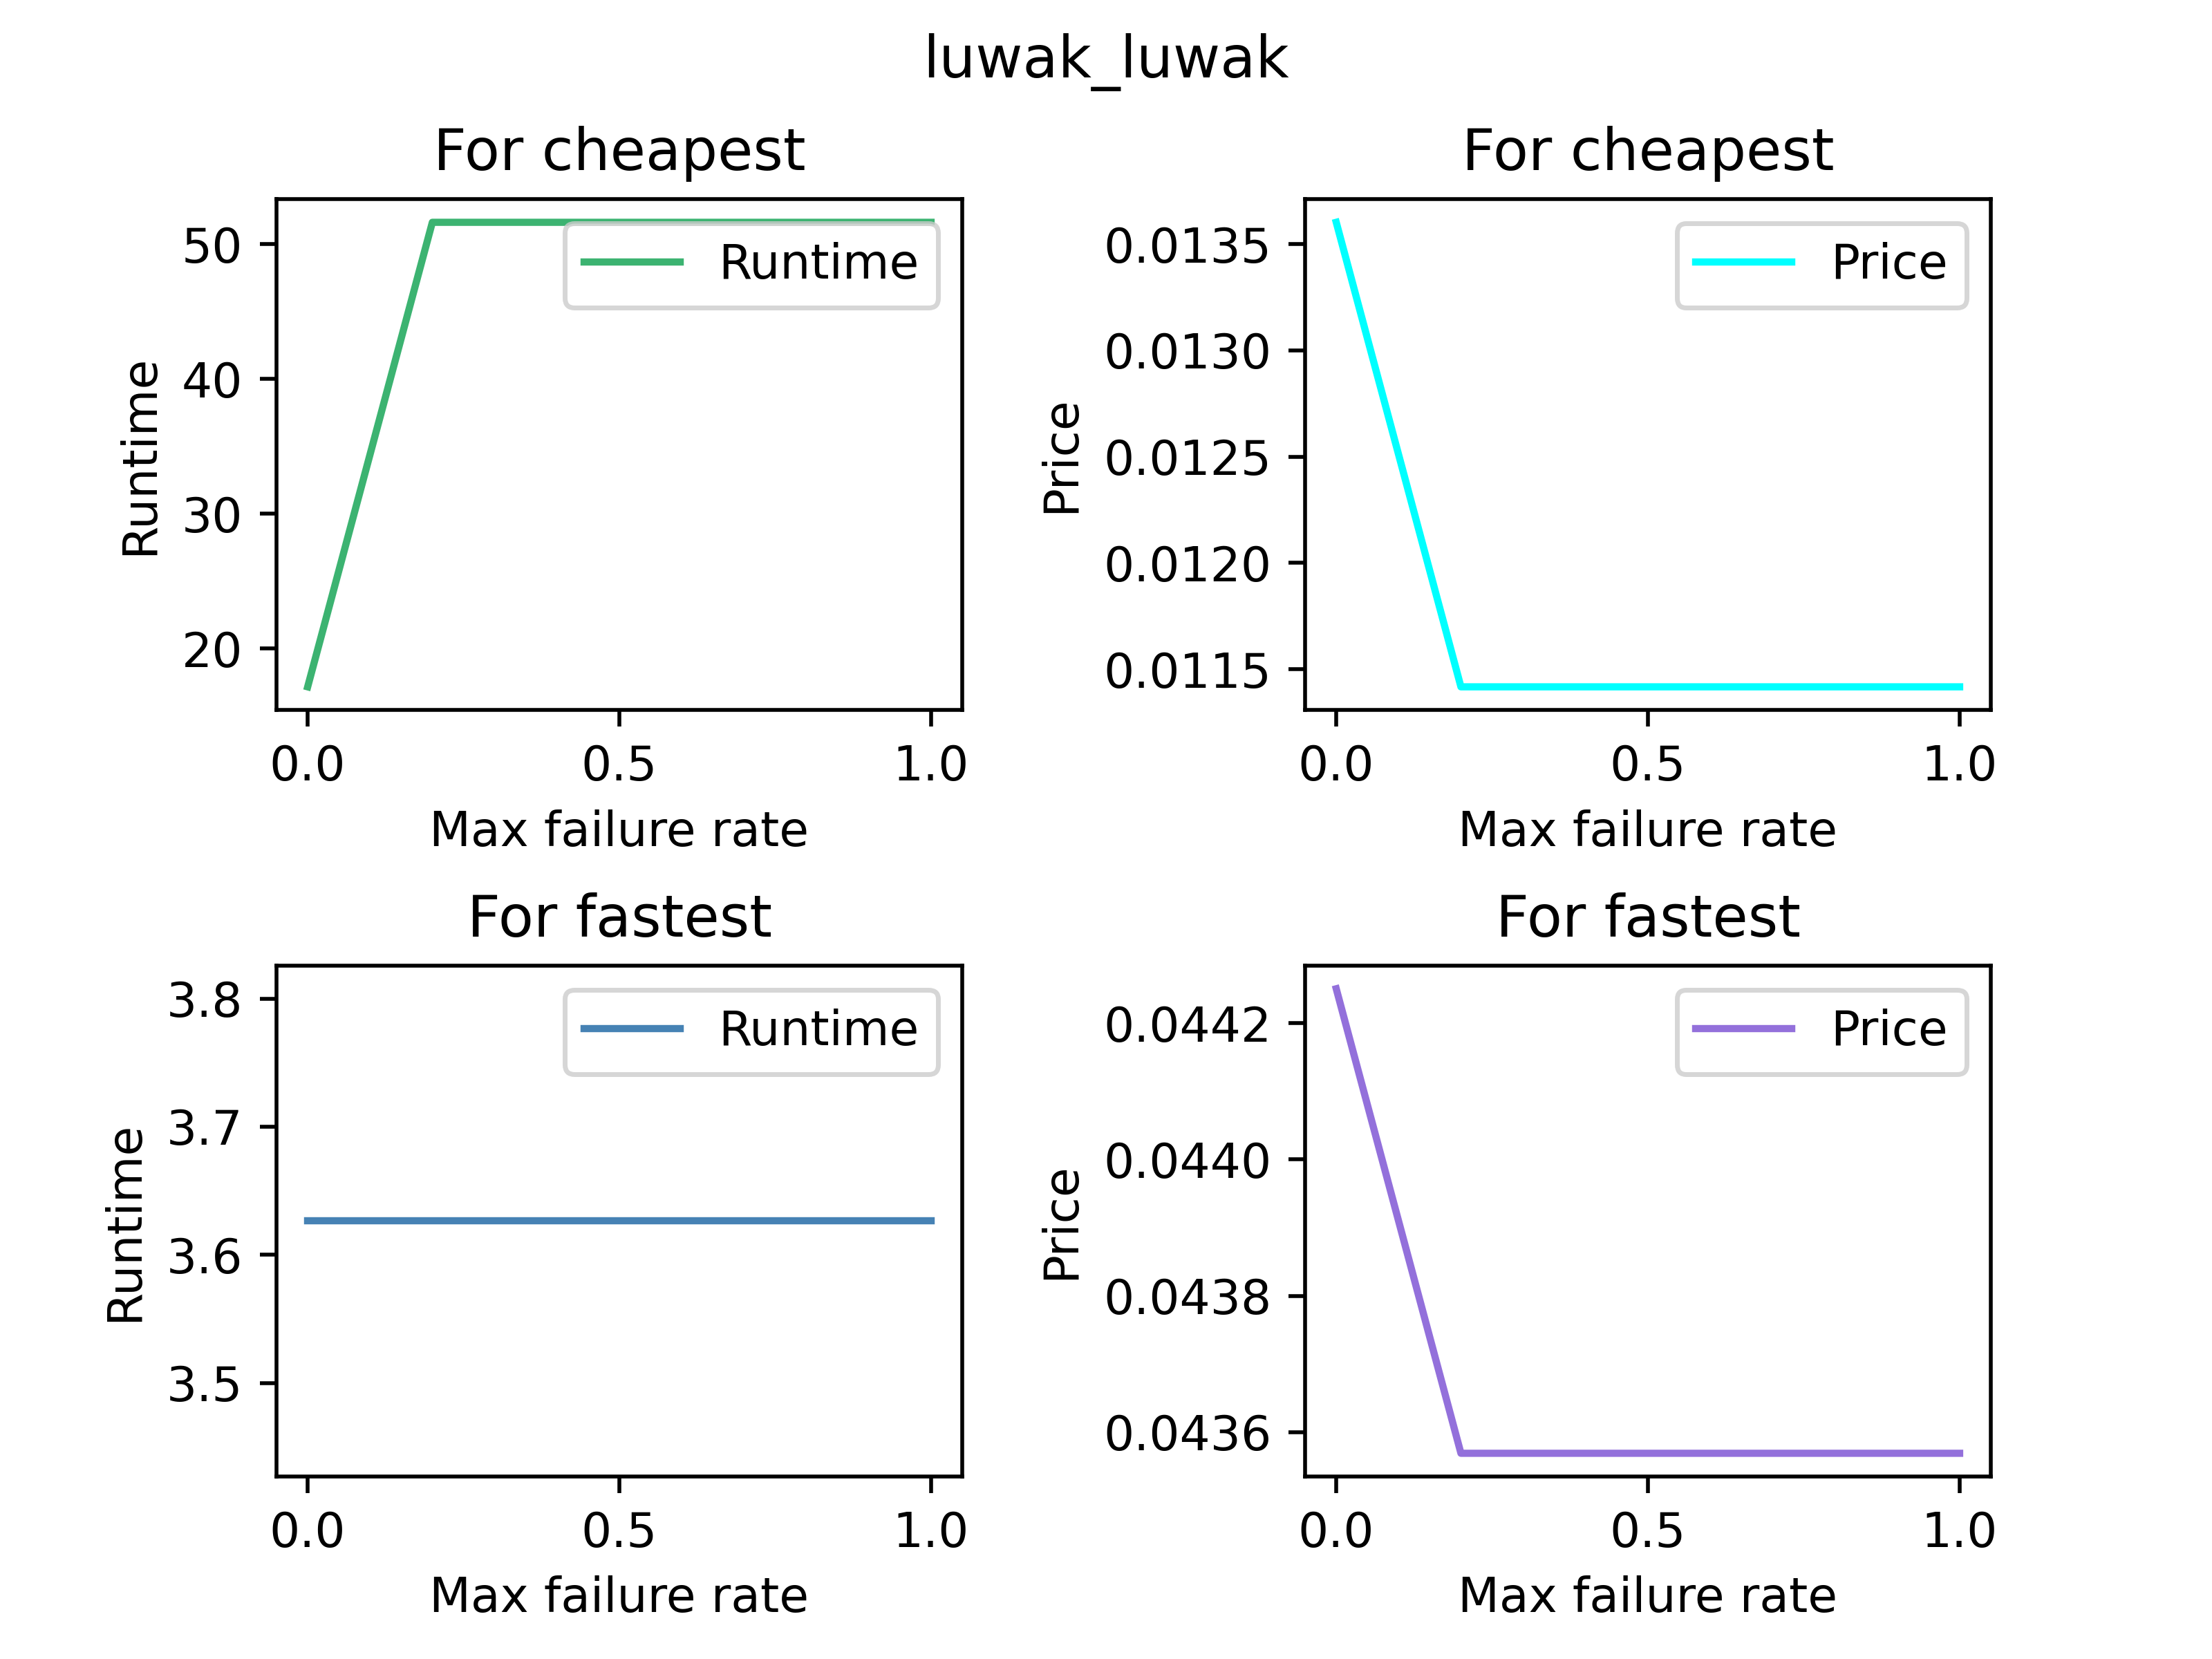 luwak_luwak
For cheapest
50
40
30
20
Runtime
Runtime
0.0
0.5
1.0
Max failure rate
For cheapest
0.0135
0.0130
0.0125
0.0120
0.0115
Price
Price
0.0
0.5
1.0
Max failure rate
For fastest
3.8
3.7
3.6
3.5
Runtime
Runtime
0.0
0.5
1.0
Max failure rate
For fastest
0.0442
0.0440
0.0438
0.0436
Price
Price
0.0
0.5
1.0
Max failure rate